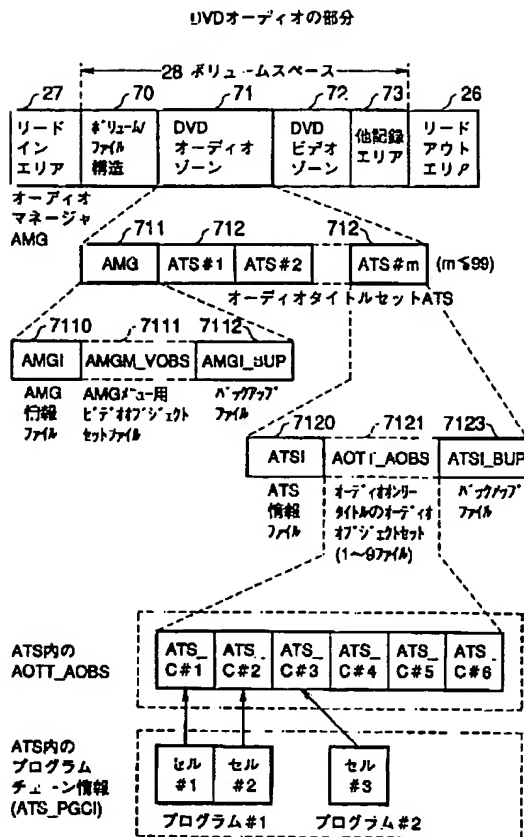 DVDオーディオの部分
28 ボリュームスペース
27 70 71 72 73 26
リード
イン
エリア
ボリューム/
ファイル
構造
DVD
オーディオ
ゾーン
DVD
ビデオ
ゾーン
他記録
エリア
リード
アウト
エリア
オーディオ
マネージャ
AMG
711 712 712
AMG ATS#1 ATS#2 ATS#m (m≦99)
オーディオタイトルセットATS
7110 7111 7112
AMGI AMGM_VOBS AMGI_BUP
AMG
情報
ファイル
AMGメニュー用
ビデオオブジェクト
セットファイル
バックアップ
ファイル
7120 7121 7123
ATSI AOTT_AOBS ATSI_BUP
ATS
情報
ファイル
オーディオオンリー
タイトルのオーディオ
オブジェクトセット
(1～9ファイル)
バックアップ
ファイル
ATS内の
AOTT_AOBS
ATS_
C#1
ATS_
C#2
ATS_
C#3
ATS_
C#4
ATS_
C#5
ATS_
C#6
ATS内の
プログラム
チェーン情報
(ATS_PGCI)
セル
#1
セル
#2
セル
#3
プログラム#1 プログラム#2